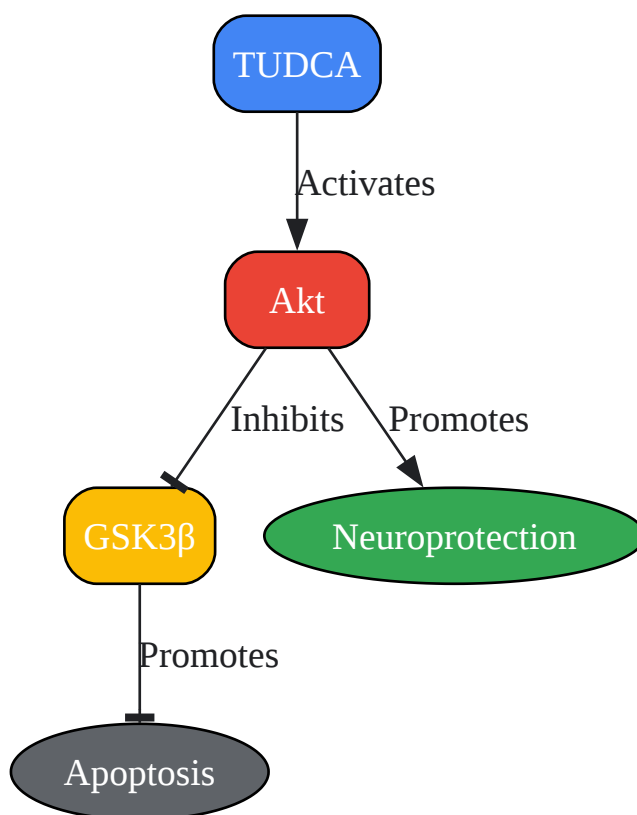 TUDCA
Activates
Akt
Inhibits
Promotes
GSK3β
Neuroprotection
Promotes
Apoptosis